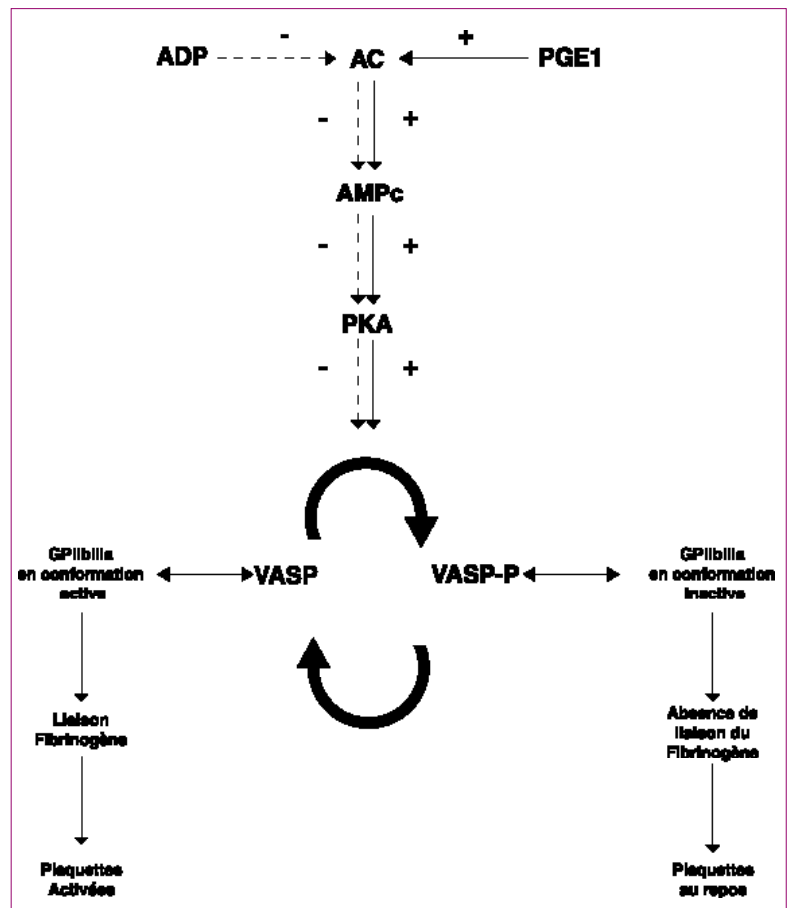 ADP - AC + PGE1
- +
AMPc
- +
PKA
- +
GPIIbIIIa
en conformation
active
VASP
VASP-P
GPIIbIIIa
en conformation
inactive
Liaison
Fibrinogène
Absence de
liaison du
Fibrinogène
Plaquettes
Activées
Plaquettes
au repos